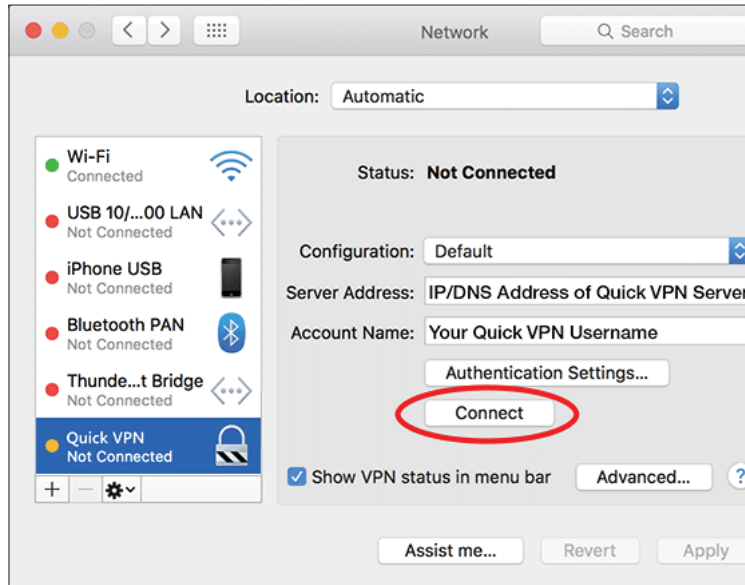 Network
Search
Location: Automatic
Wi-Fi
Connected
USB 10/...00 LAN
Not Connected
iPhone USB
Not Connected
Bluetooth PAN
Not Connected
Thunde...t Bridge
Not Connected
Quick VPN
Not Connected
Status: Not Connected
Configuration: Default
Server Address: IP/DNS Address of Quick VPN Server
Account Name: Your Quick VPN Username
Authentication Settings...
Connect
Show VPN status in menu bar
Advanced...
?
Assist me...
Revert
Apply